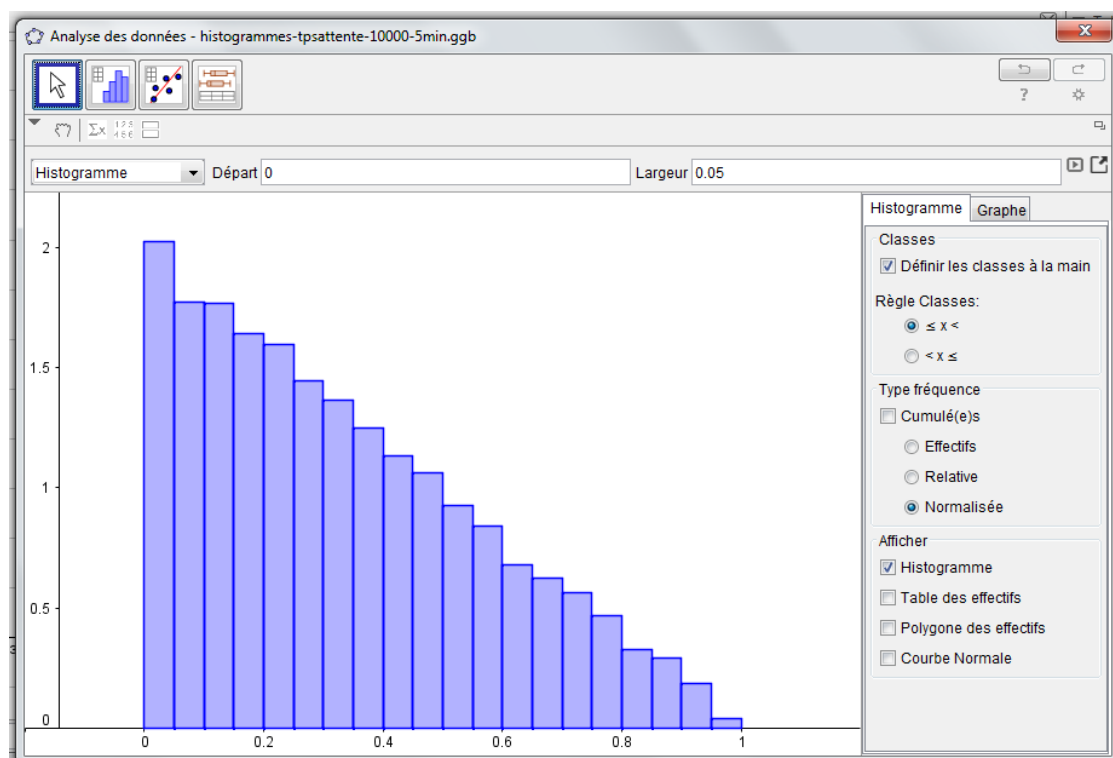 Analyse des données - histogrammes-tpsattente-10000-5min.ggb
x
?
Σx 123 456
Histogramme Départ 0 Largeur 0.05
Histogramme Graphe
Classes
Définir les classes à la main
Règle Classes:
≤ x <
< x ≤
Type fréquence
Cumulé(e)s
Effectifs
Relative
Normalisée
Afficher
Histogramme
Table des effectifs
Polygone des effectifs
Courbe Normale
2
1.5
1
0.5
0
0 0.2 0.4 0.6 0.8 1